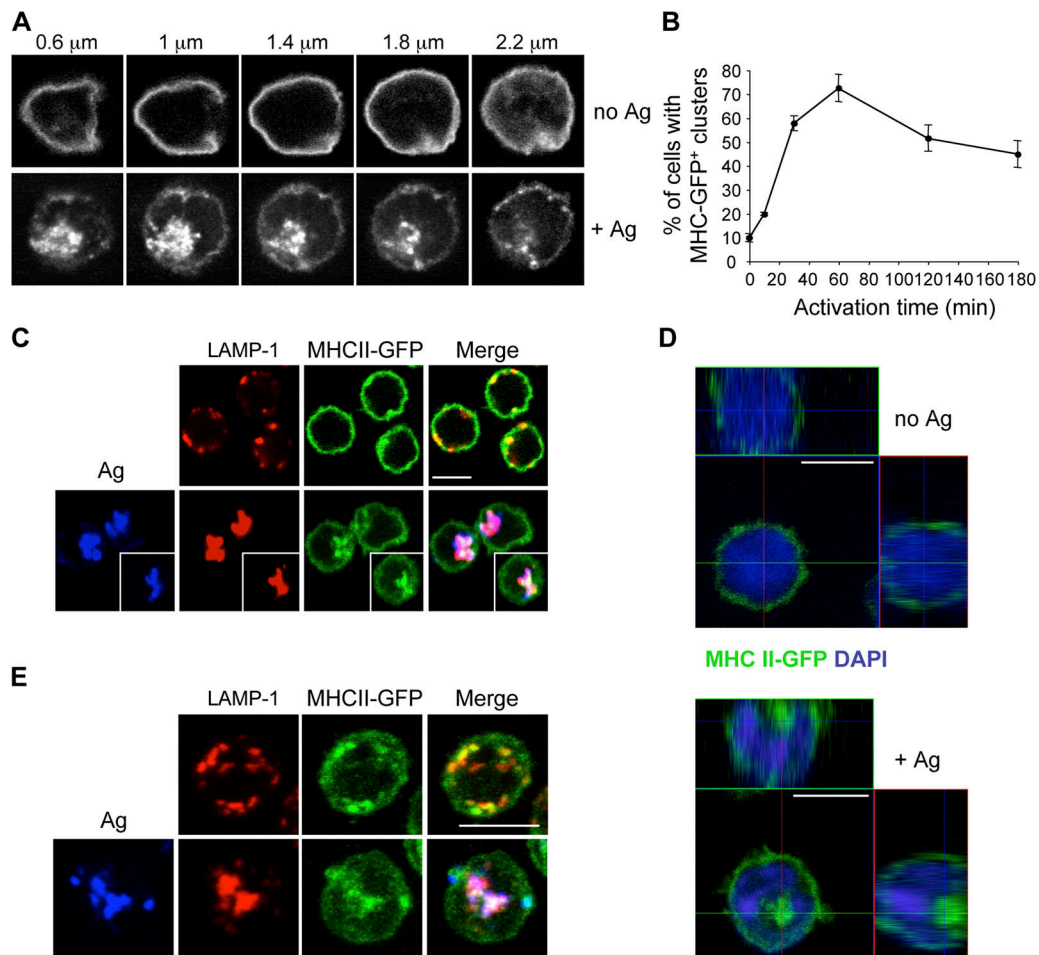 A
0.6 μm 1 μm 1.4 μm 1.8 μm 2.2 μm
no Ag
+ Ag
B
% of cells with
MHC-GFP+ clusters
80
70
60
50
40
30
20
10
0
0 20 40 60 80 100 120 140 160 180
Activation time (min)
C
LAMP-1 MHCII-GFP Merge
Ag
D
no Ag
MHC II-GFP DAPI
+ Ag
E
LAMP-1 MHCII-GFP Merge
Ag